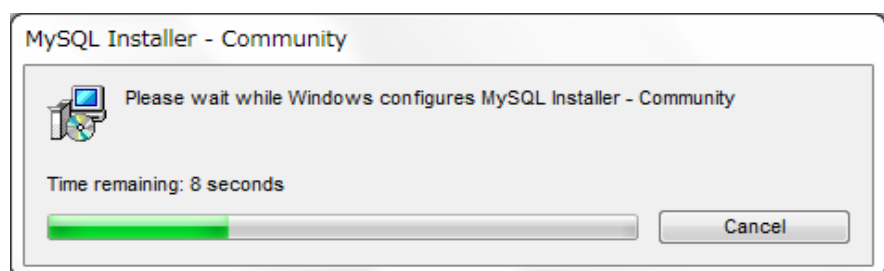 MySQL Installer - Community
Please wait while Windows configures MySQL Installer - Community
Time remaining: 8 seconds
Cancel